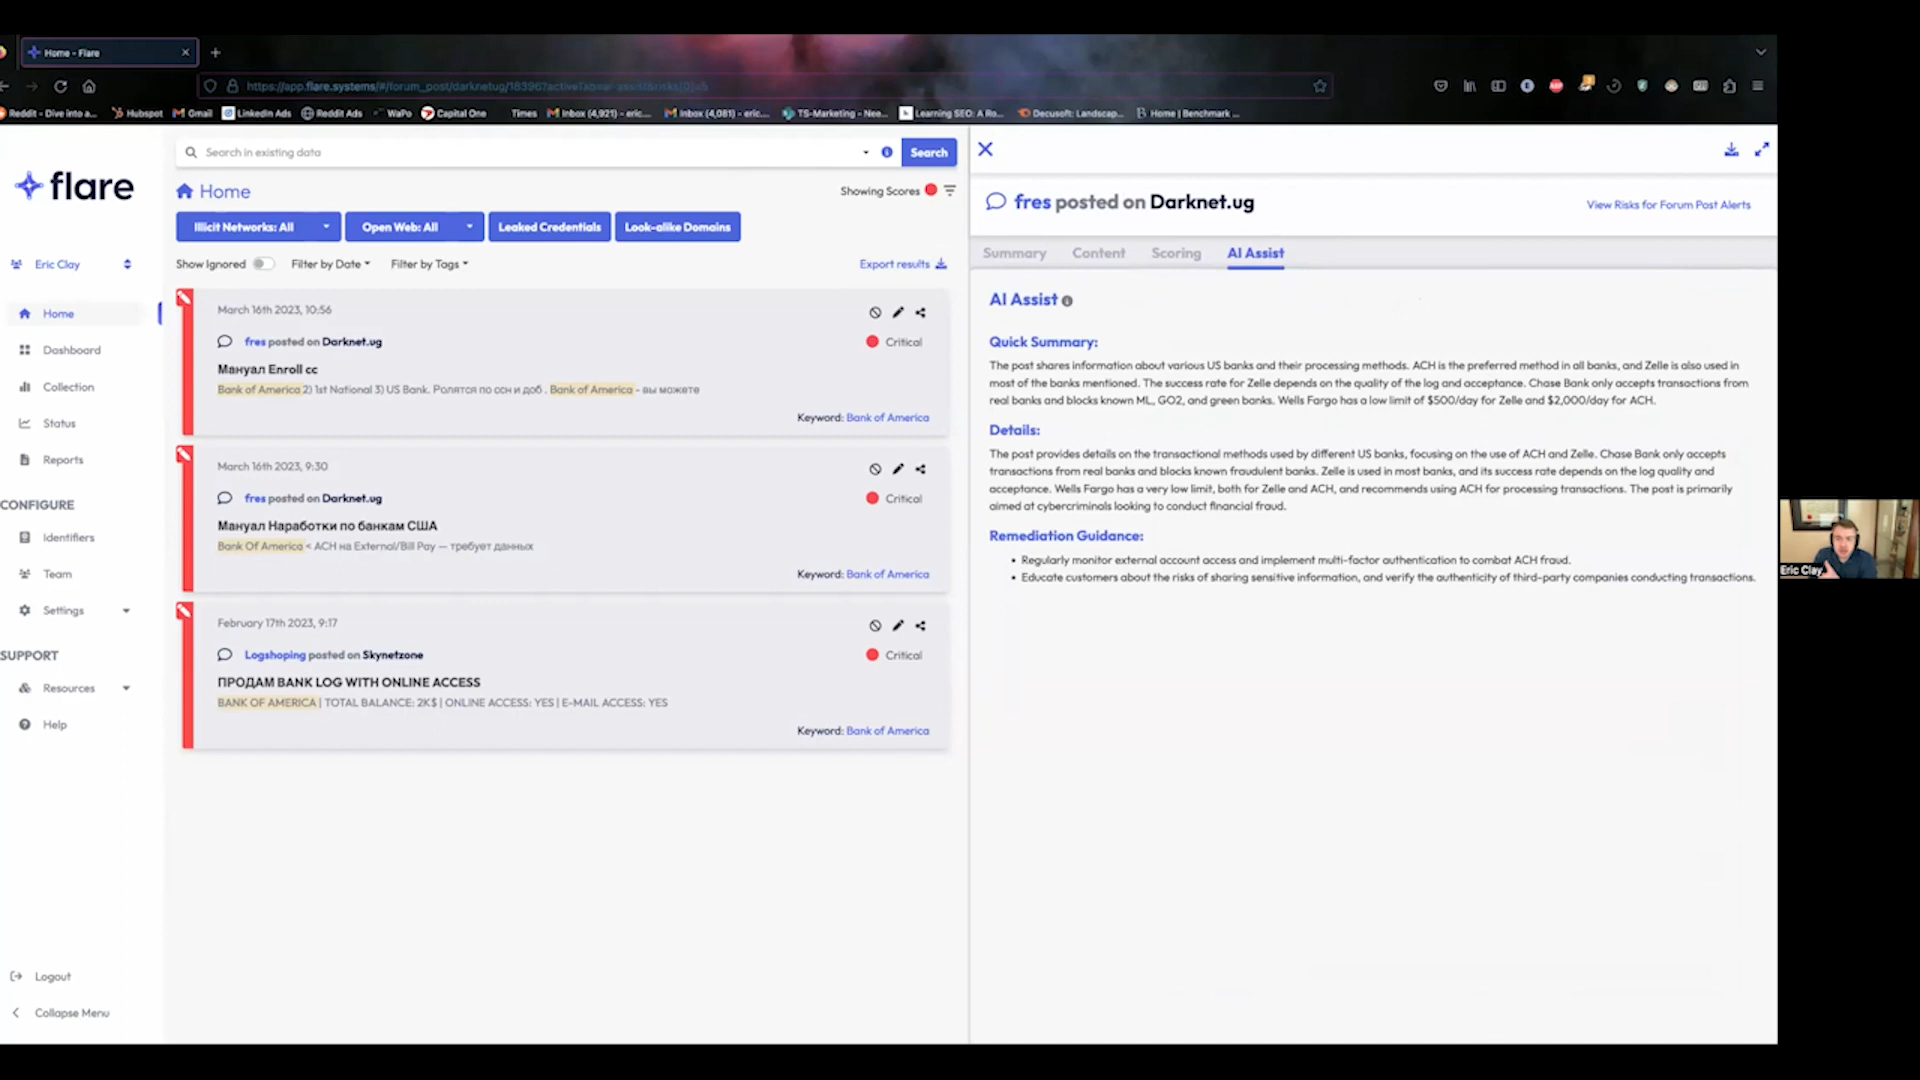 Home - Flare
https://app.flare.systems/#/forum_post/darknetug/18396?activeTab=ai-assist&risks[0]=5
Reddit - Dive into a...
Hubspot
Gmail
LinkedIn Ads
Reddit Ads
WaPo
Capital One
Times
Inbox (4,921) - eric....
Inbox (4,081) - eric....
TS-Marketing - Nee...
Learning SEO: A Ro...
Decusoft: Landscap...
Home | Benchmark ...
flare
Eric Clay
Home
Dashboard
Collection
Status
Reports
CONFIGURE
Identifiers
Team
Settings
SUPPORT
Resources
Help
Logout
Collapse Menu
Search in existing data
Search
Home
Showing Scores
Illicit Networks: All
Open Web: All
Leaked Credentials
Look-alike Domains
Show Ignored
Filter by Date
Filter by Tags
Export results
March 16th 2023, 10:56
fres posted on Darknet.ug
Critical
Мануал Enroll cc
Bank of America 2) 1st National 3) US Bank. Ролятся по ссн и доб . Bank of America - вы можете
Keyword: Bank of America
March 16th 2023, 9:30
fres posted on Darknet.ug
Critical
Мануал Наработки по банкам США
Bank Of America < ACH на External/Bill Pay — требует данных
Keyword: Bank of America
February 17th 2023, 9:17
Logshoping posted on Skynetzone
Critical
ПРОДАМ BANK LOG WITH ONLINE ACCESS
BANK OF AMERICA | TOTAL BALANCE: 2K$ | ONLINE ACCESS: YES | E-MAIL ACCESS: YES
Keyword: Bank of America
fres posted on Darknet.ug
View Risks for Forum Post Alerts
Summary
Content
Scoring
AI Assist
AI Assist
Quick Summary:
The post shares information about various US banks and their processing methods. ACH is the preferred method in all banks, and Zelle is also used in
most of the banks mentioned. The success rate for Zelle depends on the quality of the log and acceptance. Chase Bank only accepts transactions from
real banks and blocks known ML, GO2, and green banks. Wells Fargo has a low limit of $500/day for Zelle and $2,000/day for ACH.
Details:
The post provides details on the transactional methods used by different US banks, focusing on the use of ACH and Zelle. Chase Bank only accepts
transactions from real banks and blocks known fraudulent banks. Zelle is used in most banks, and its success rate depends on the log quality and
acceptance. Wells Fargo has a very low limit, both for Zelle and ACH, and recommends using ACH for processing transactions. The post is primarily
aimed at cybercriminals looking to conduct financial fraud.
Remediation Guidance:
• Regularly monitor external account access and implement multi-factor authentication to combat ACH fraud.
• Educate customers about the risks of sharing sensitive information, and verify the authenticity of third-party companies conducting transactions.
Eric Clay